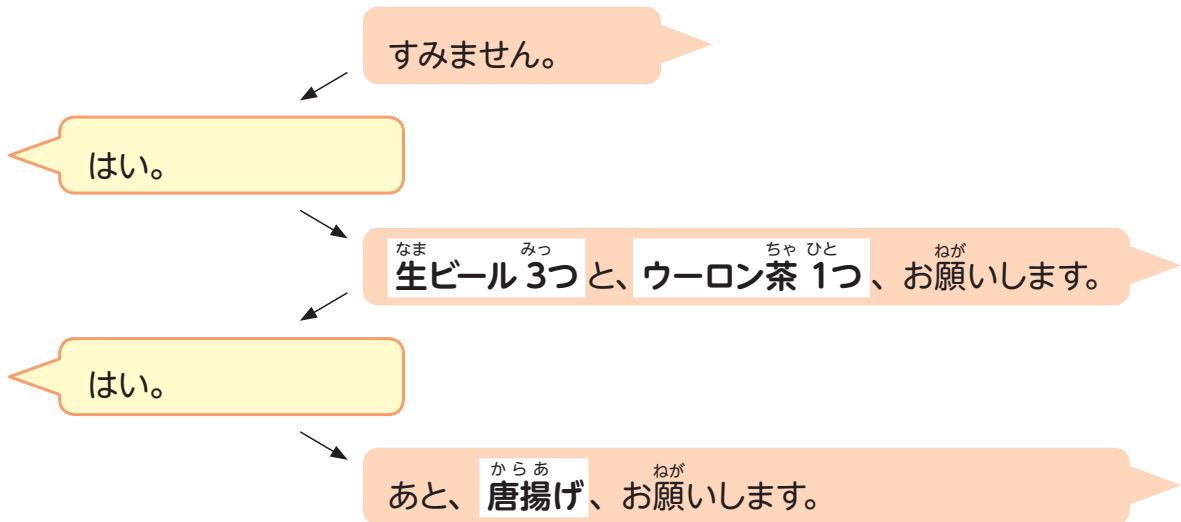 すみません。
はい。
なま みっ ちゃ ひと ねが
生ビール 3つ と、 ウーロン茶 1つ 、お願いします。
はい。
からあ ねが
あと、 唐揚げ 、お願いします。